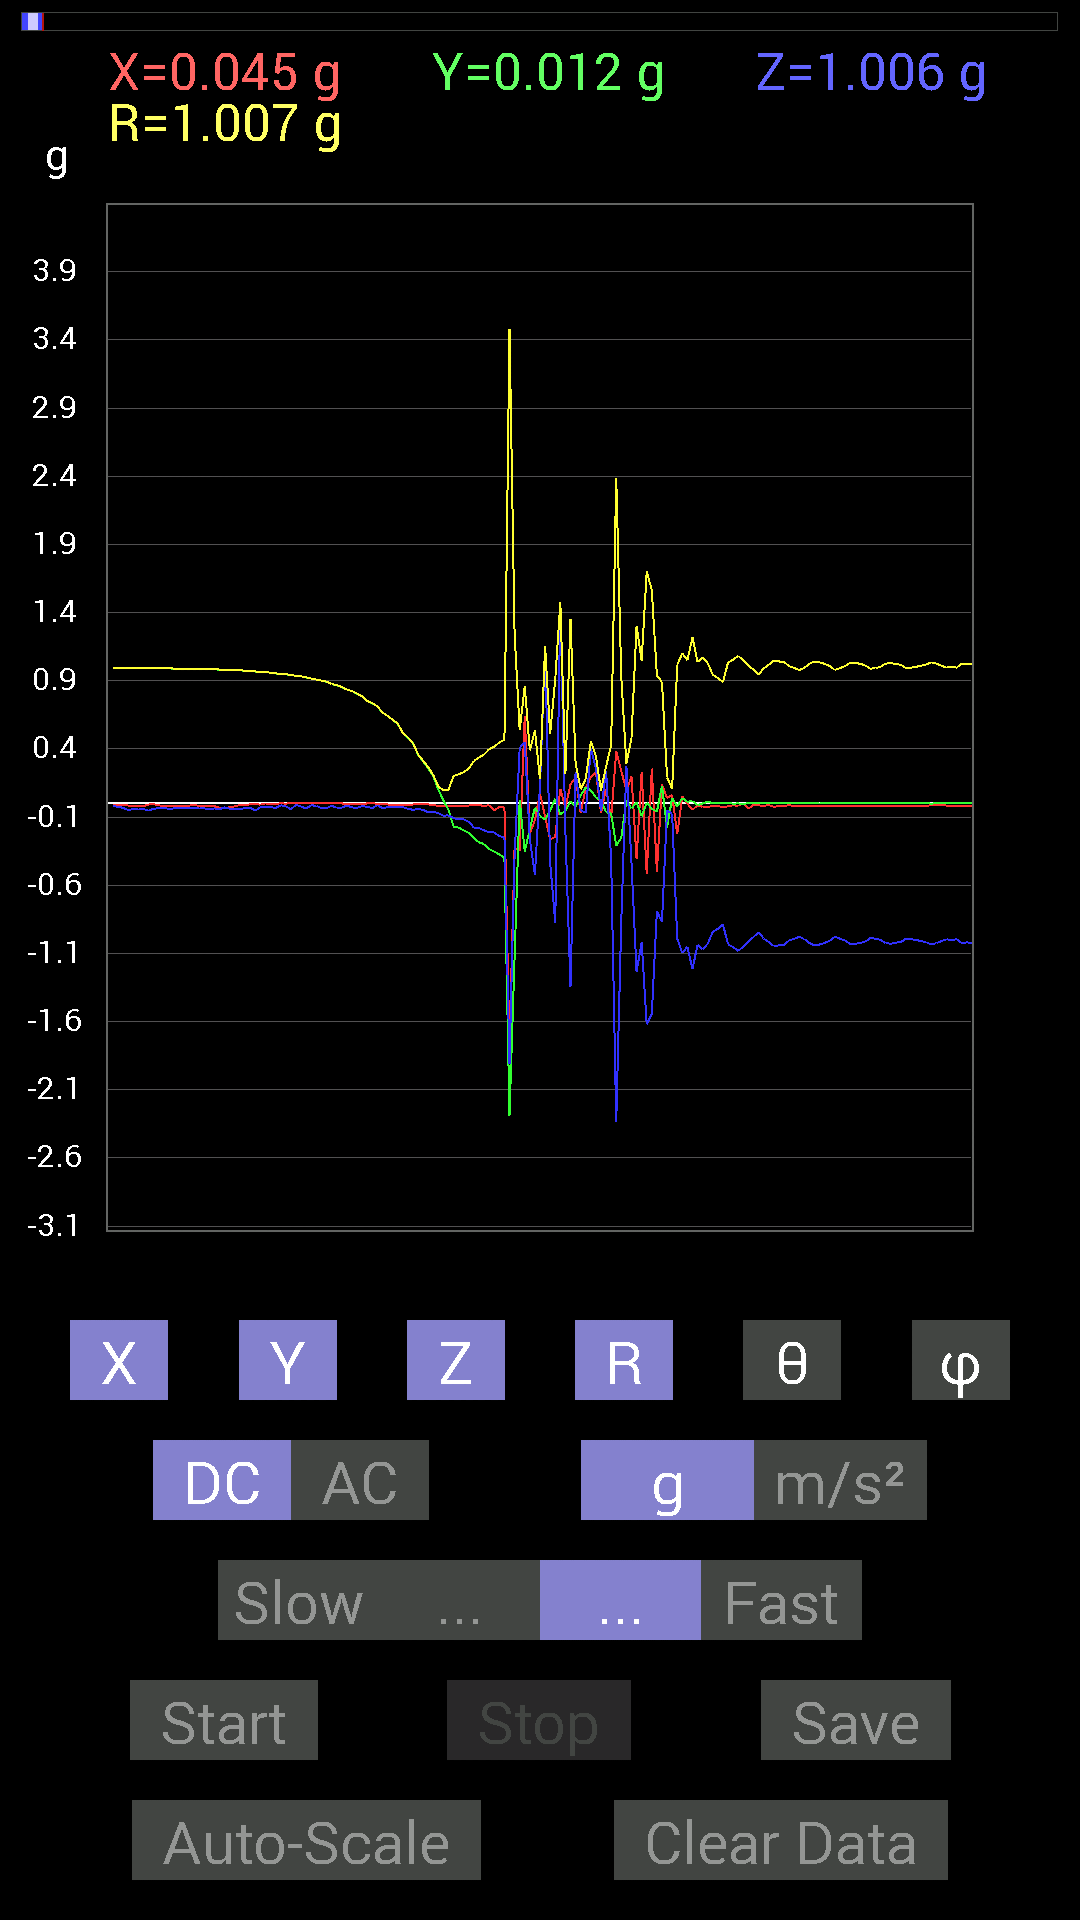 X=0.045 g Y=0.012 g Z=1.006 g
R=1.007 g
g
3.9
3.4
2.9
2.4
1.9
1.4
0.9
0.4
-0.1
-0.6
-1.1
-1.6
-2.1
-2.6
-3.1
X Y Z R θ φ
DC AC g m/s²
Slow ... ... Fast
Start Stop Save
Auto-Scale Clear Data